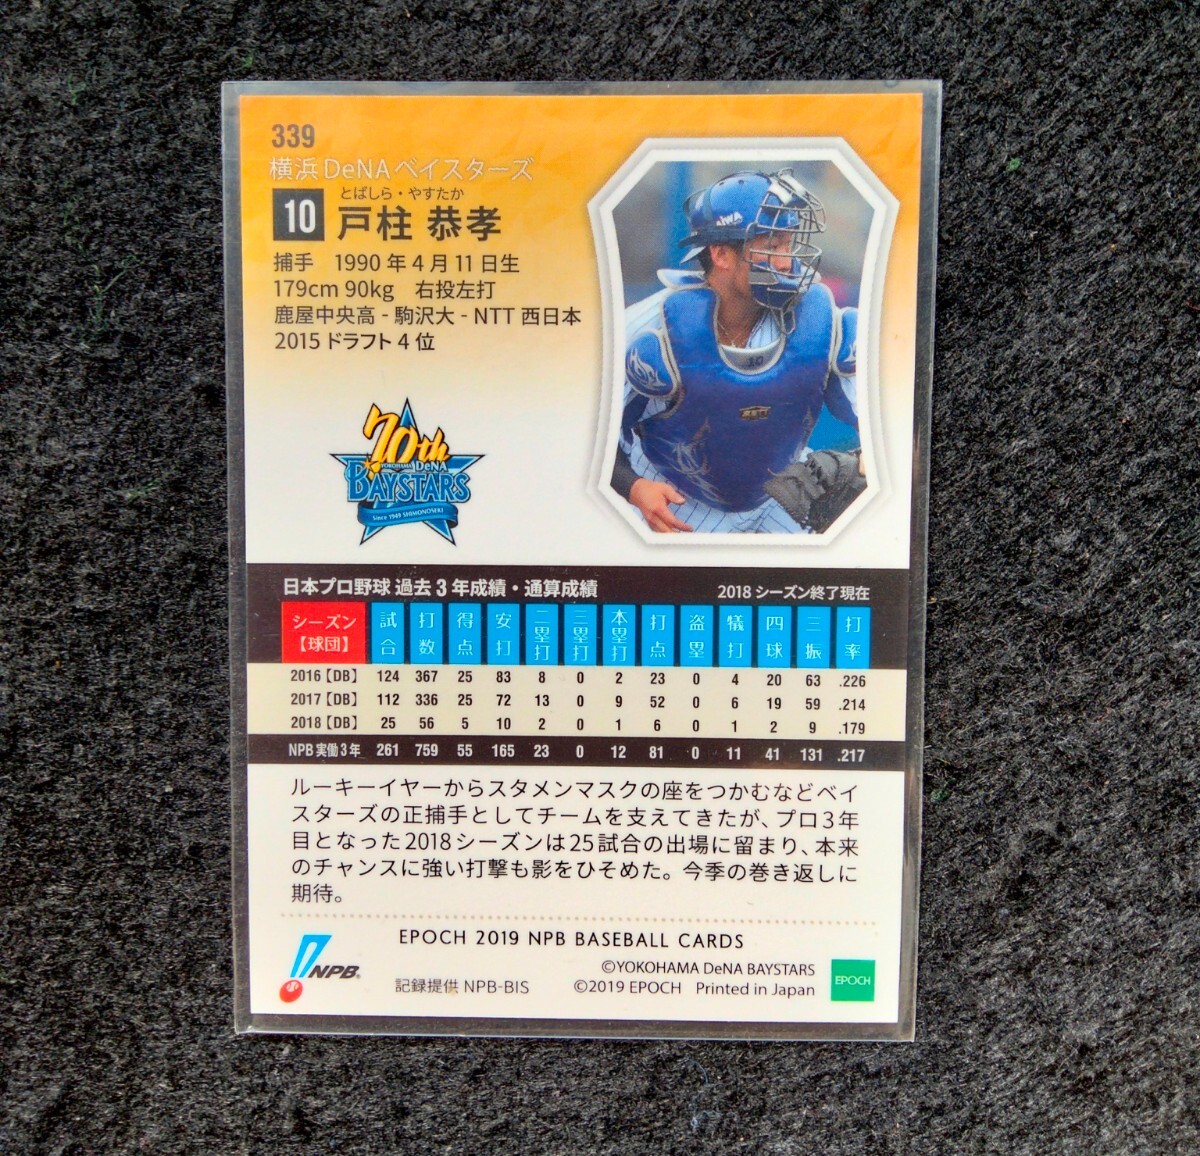 339
横浜DeNAベイスターズ
とばしら・やすたか
10 戸柱 恭孝
捕手 1990年4月11日生
179cm 90kg 右投左打
鹿屋中央高 - 駒沢大 - NTT西日本
2015ドラフト4位
aiwa
10
70th
YOKOHAMA DeNA
BAYSTARS
Since 1949 SHIMONOSEKI
日本プロ野球 過去3年成績・通算成績 2018シーズン終了現在
シーズン【球団】 試合 打数 得点 安打 二塁打 三塁打 本塁打 打点 盗塁 犠打 四球 三振 打率
2016【DB】 124 367 25 83 8 0 2 23 0 4 20 63 .226
2017【DB】 112 336 25 72 13 0 9 52 0 6 19 59 .214
2018【DB】 25 56 5 10 2 0 1 6 0 1 2 9 .179
NPB実働3年 261 759 55 165 23 0 12 81 0 11 41 131 .217
ルーキーイヤーからスタメンマスクの座をつかむなどベイ
スターズの正捕手としてチームを支えてきたが、プロ3年
目となった2018シーズンは25試合の出場に留まり、本来
のチャンスに強い打撃も影をひそめた。今季の巻き返しに
期待。
EPOCH 2019 NPB BASEBALL CARDS
NPB
記録提供 NPB-BIS
©YOKOHAMA DeNA BAYSTARS
©2019 EPOCH Printed in Japan
EPOCH